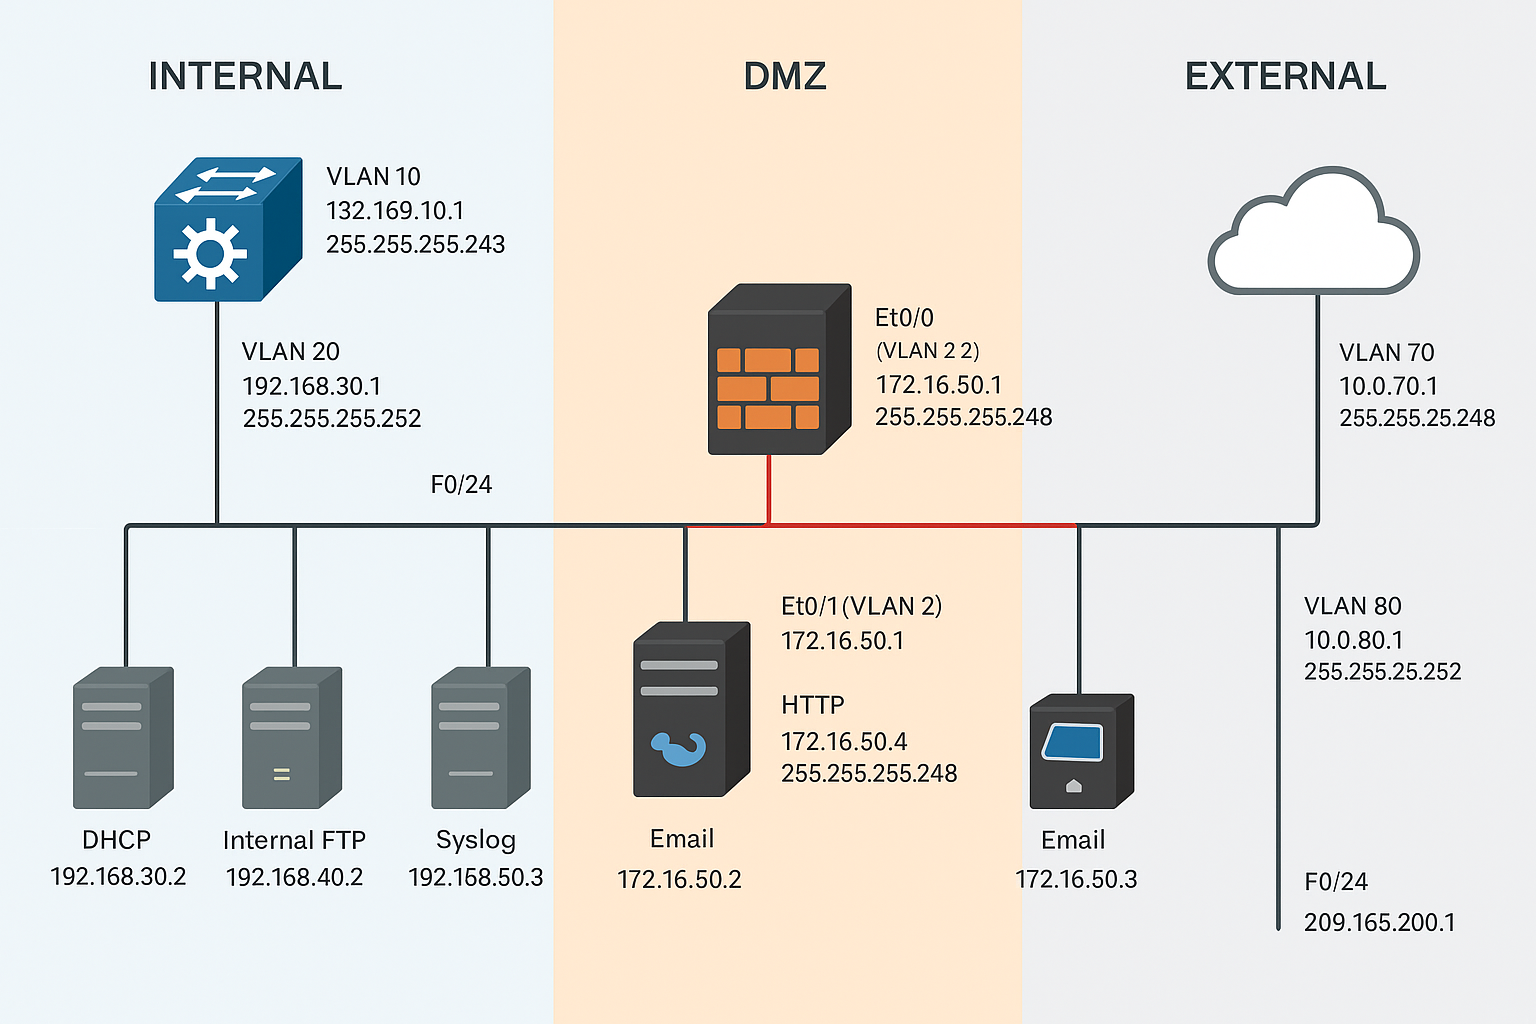 INTERNAL
DMZ
EXTERNAL
VLAN 10
132.169.10.1
255.255.255.243
VLAN 20
192.168.30.1
255.255.255.252
F0/24
Et0/0
(VLAN 2 2)
172.16.50.1
255.255.255.248
VLAN 70
10.0.70.1
255.255.25.248
Et0/1(VLAN 2)
172.16.50.1
HTTP
172.16.50.4
255.255.255.248
VLAN 80
10.0.80.1
255.255.25.252
DHCP
192.168.30.2
Internal FTP
192.168.40.2
Syslog
192.168.50.3
Email
172.16.50.2
Email
172.16.50.3
F0/24
209.165.200.1